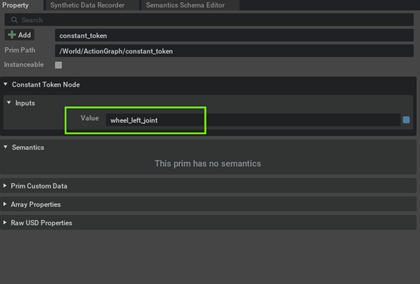 Property Synthetic Data Recorder Semantics Schema Editor
Search
Add constant_token
Prim Path /World/ActionGraph/constant_token
Instanceable
Constant Token Node
Inputs
Value wheel_left_joint
Semantics
This prim has no semantics
Prim Custom Data
Array Properties
Raw USD Properties